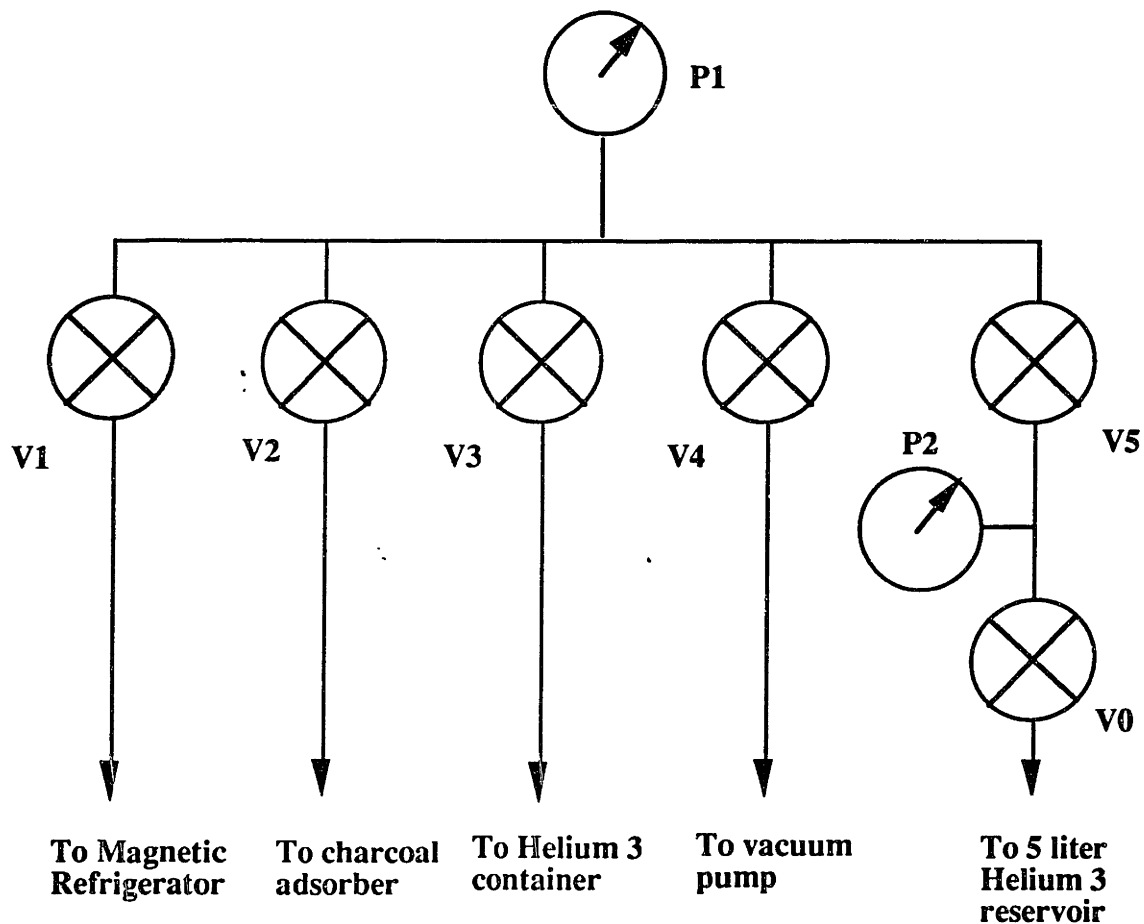 P1
V1
V2
V3
V4
V5
P2
V0
To Magnetic
Refrigerator
To charcoal
adsorber
To Helium 3
container
To vacuum
pump
To 5 liter
Helium 3
reservoir